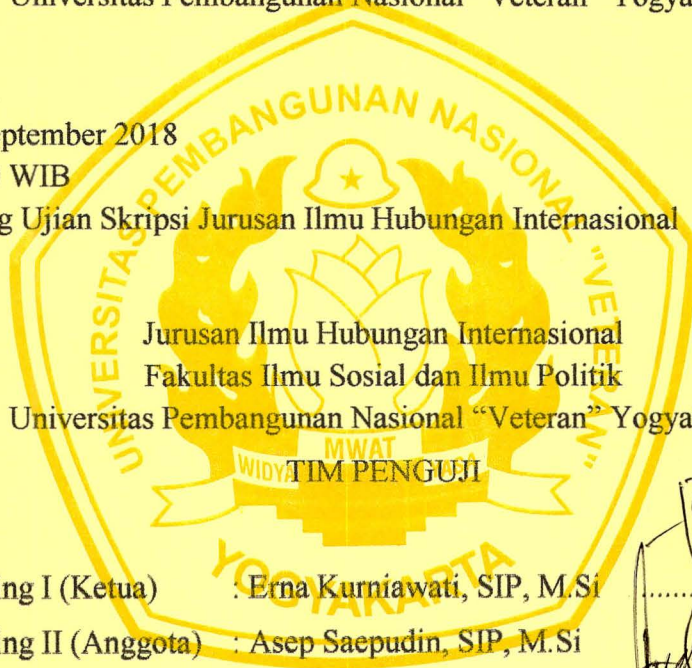 Universitas Pembangunan Nasional "Veteran" Yogya
ptember 2018
WIB
g Ujian Skripsi Jurusan Ilmu Hubungan Internasional
UNIVERSITAS PEMBANGUNAN NASIONAL "VETERAN"
Jurusan Ilmu Hubungan Internasional
Fakultas Ilmu Sosial dan Ilmu Politik
Universitas Pembangunan Nasional “Veteran” Yogya
WIDYA MWAT YASA
TIM PENGUJI
YOGYAKARTA
ng I (Ketua) : Erna Kurniawati, SIP, M.Si ......
ng II (Anggota) : Asep Saepudin, SIP, M.Si